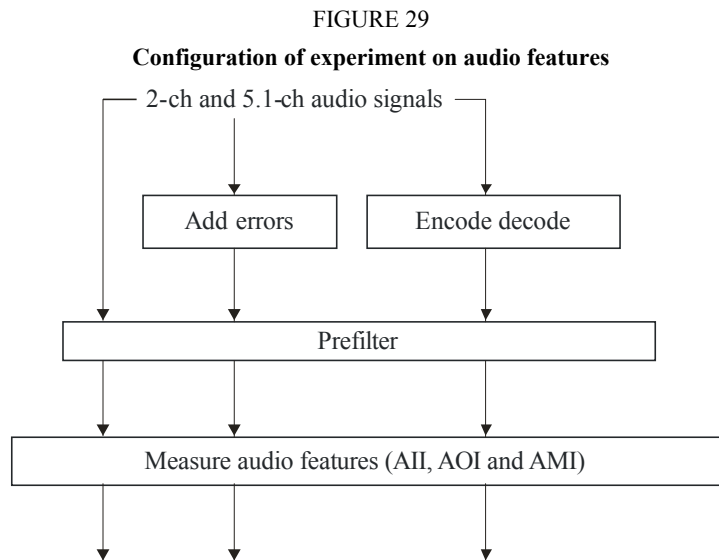 FIGURE 29
Configuration of experiment on audio features
2-ch and 5.1-ch audio signals
Add errors
Encode decode
Prefilter
Measure audio features (AII, AOI and AMI)